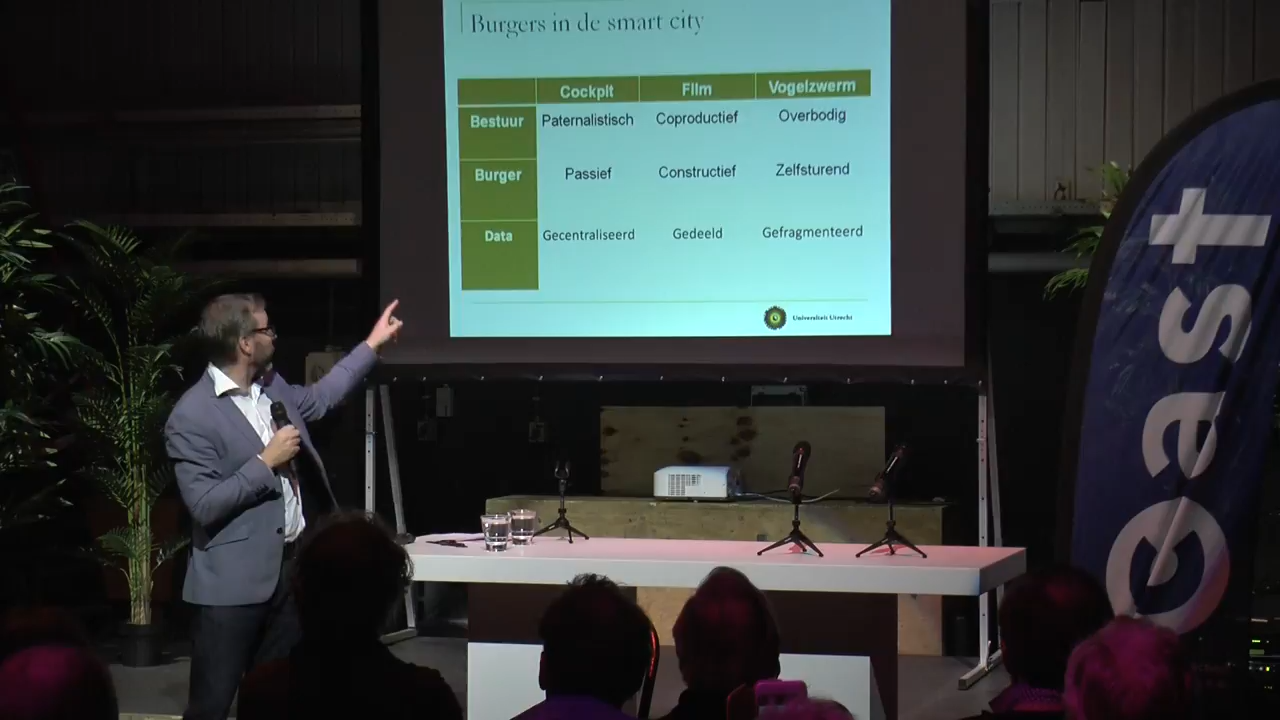 Burgers in de smart city
Cockpit Film Vogelzwerm
Bestuur Paternalistisch Coproductief Overbodig
Burger Passief Constructief Zelfsturend
Data Gecentraliseerd Gedeeld Gefragmenteerd
Universiteit Utrecht
east